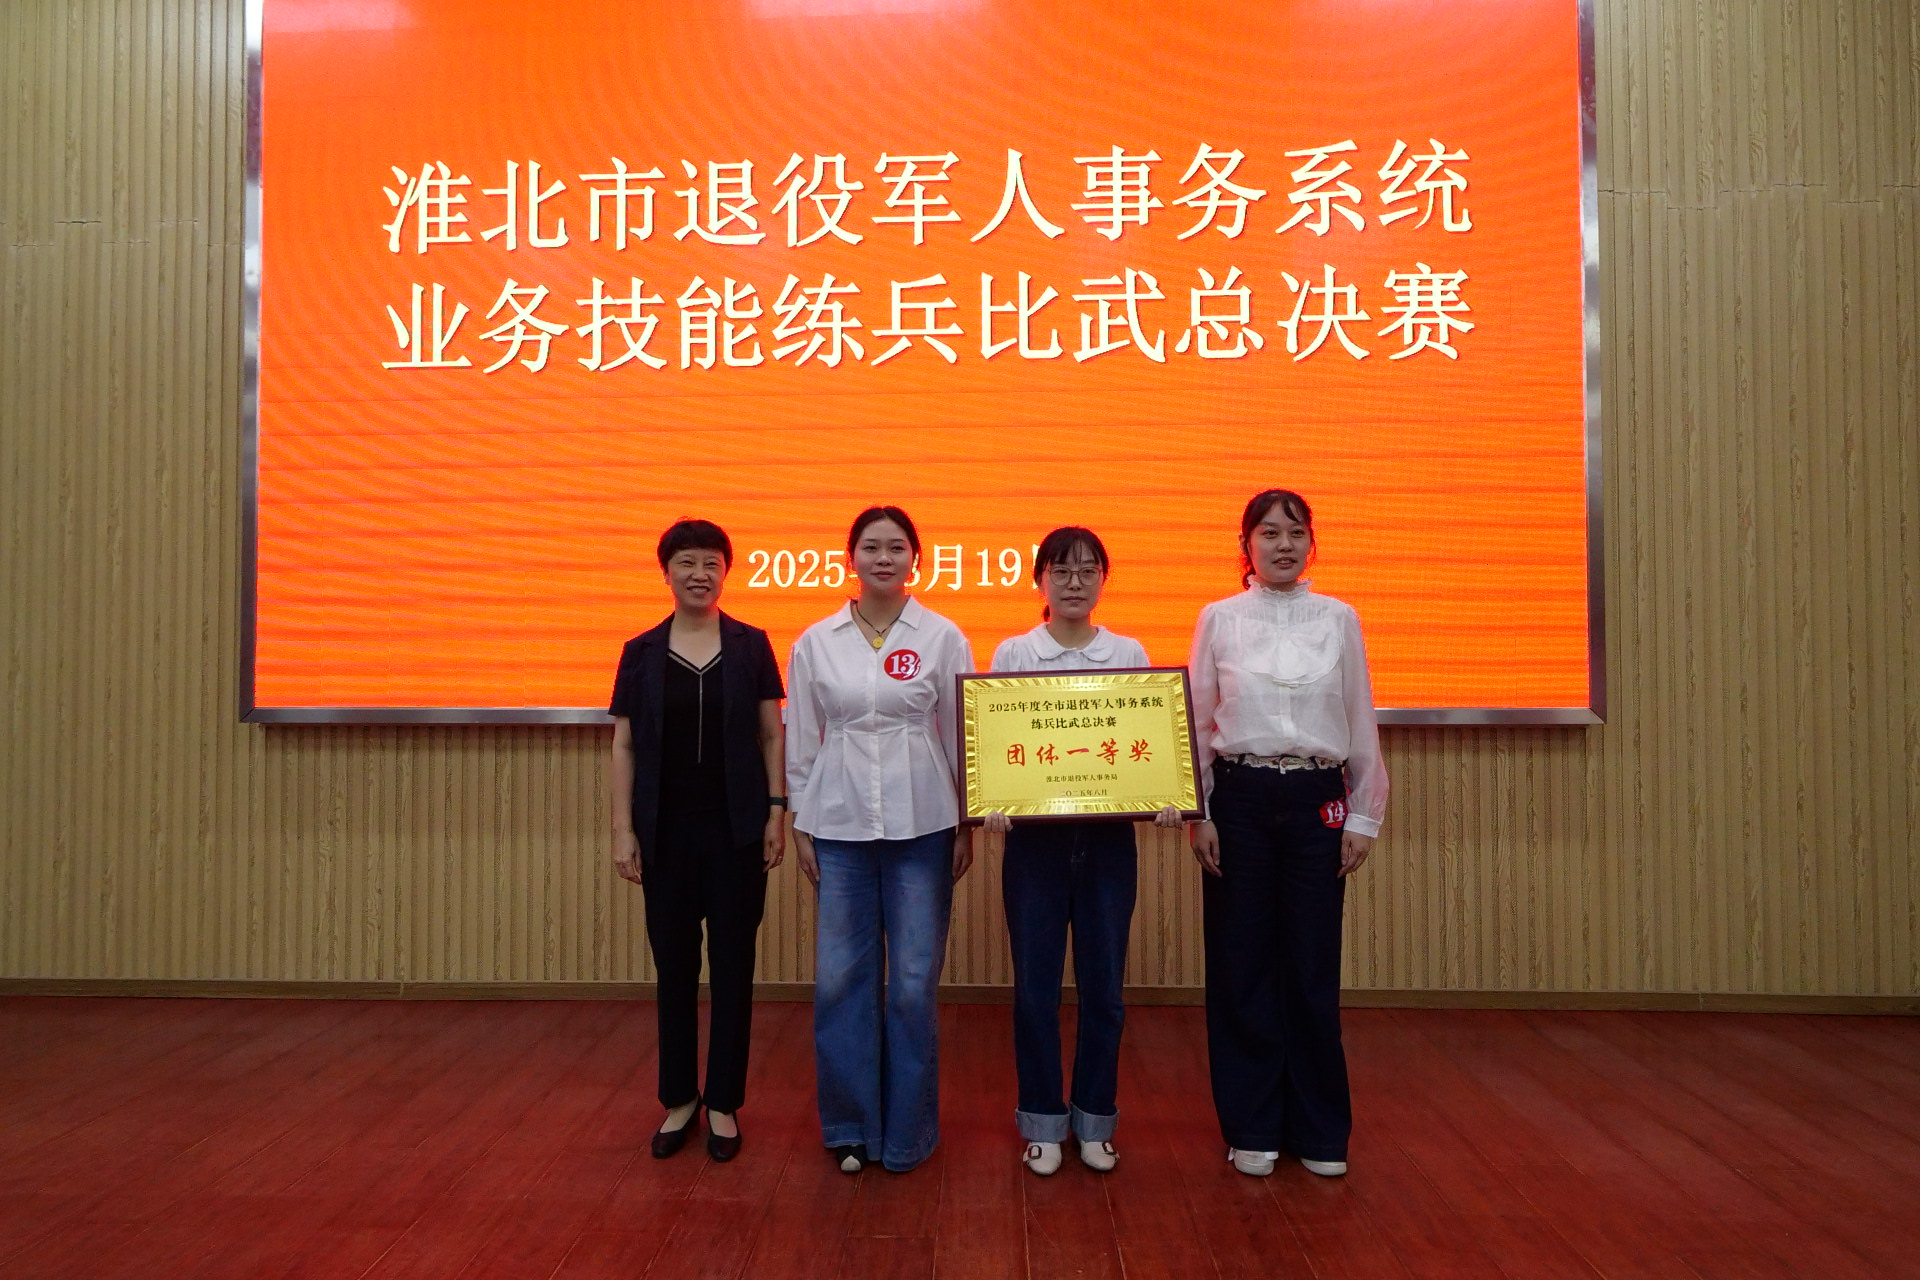 淮北市退役军人事务系统
业务技能练兵比武总决赛
2025 8月19日
13
2025年度全市退役军人事务系统
练兵比武总决赛
团体一等奖
淮北市退役军人事务局
二〇二五年八月
14